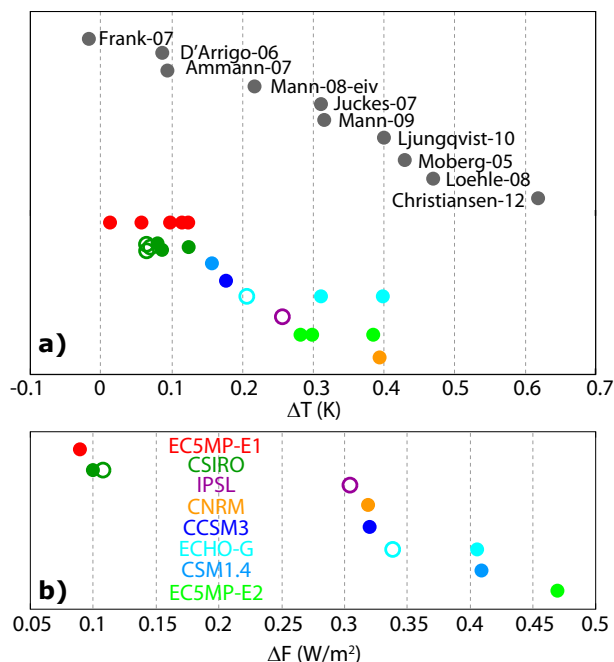 Frank-07
D'Arrigo-06
Ammann-07
Mann-08-eiv
Juckes-07
Mann-09
Ljungqvist-10
Moberg-05
Loehle-08
Christiansen-12
a)
-0.1 0 0.1 0.2 0.3 0.4 0.5 0.6 0.7
ΔT (K)
EC5MP-E1
CSIRO
IPSL
CNRM
CCSM3
ECHO-G
CSM1.4
b) EC5MP-E2
0.05 0.1 0.15 0.2 0.25 0.3 0.35 0.4 0.45 0.5
ΔF (W/m²)